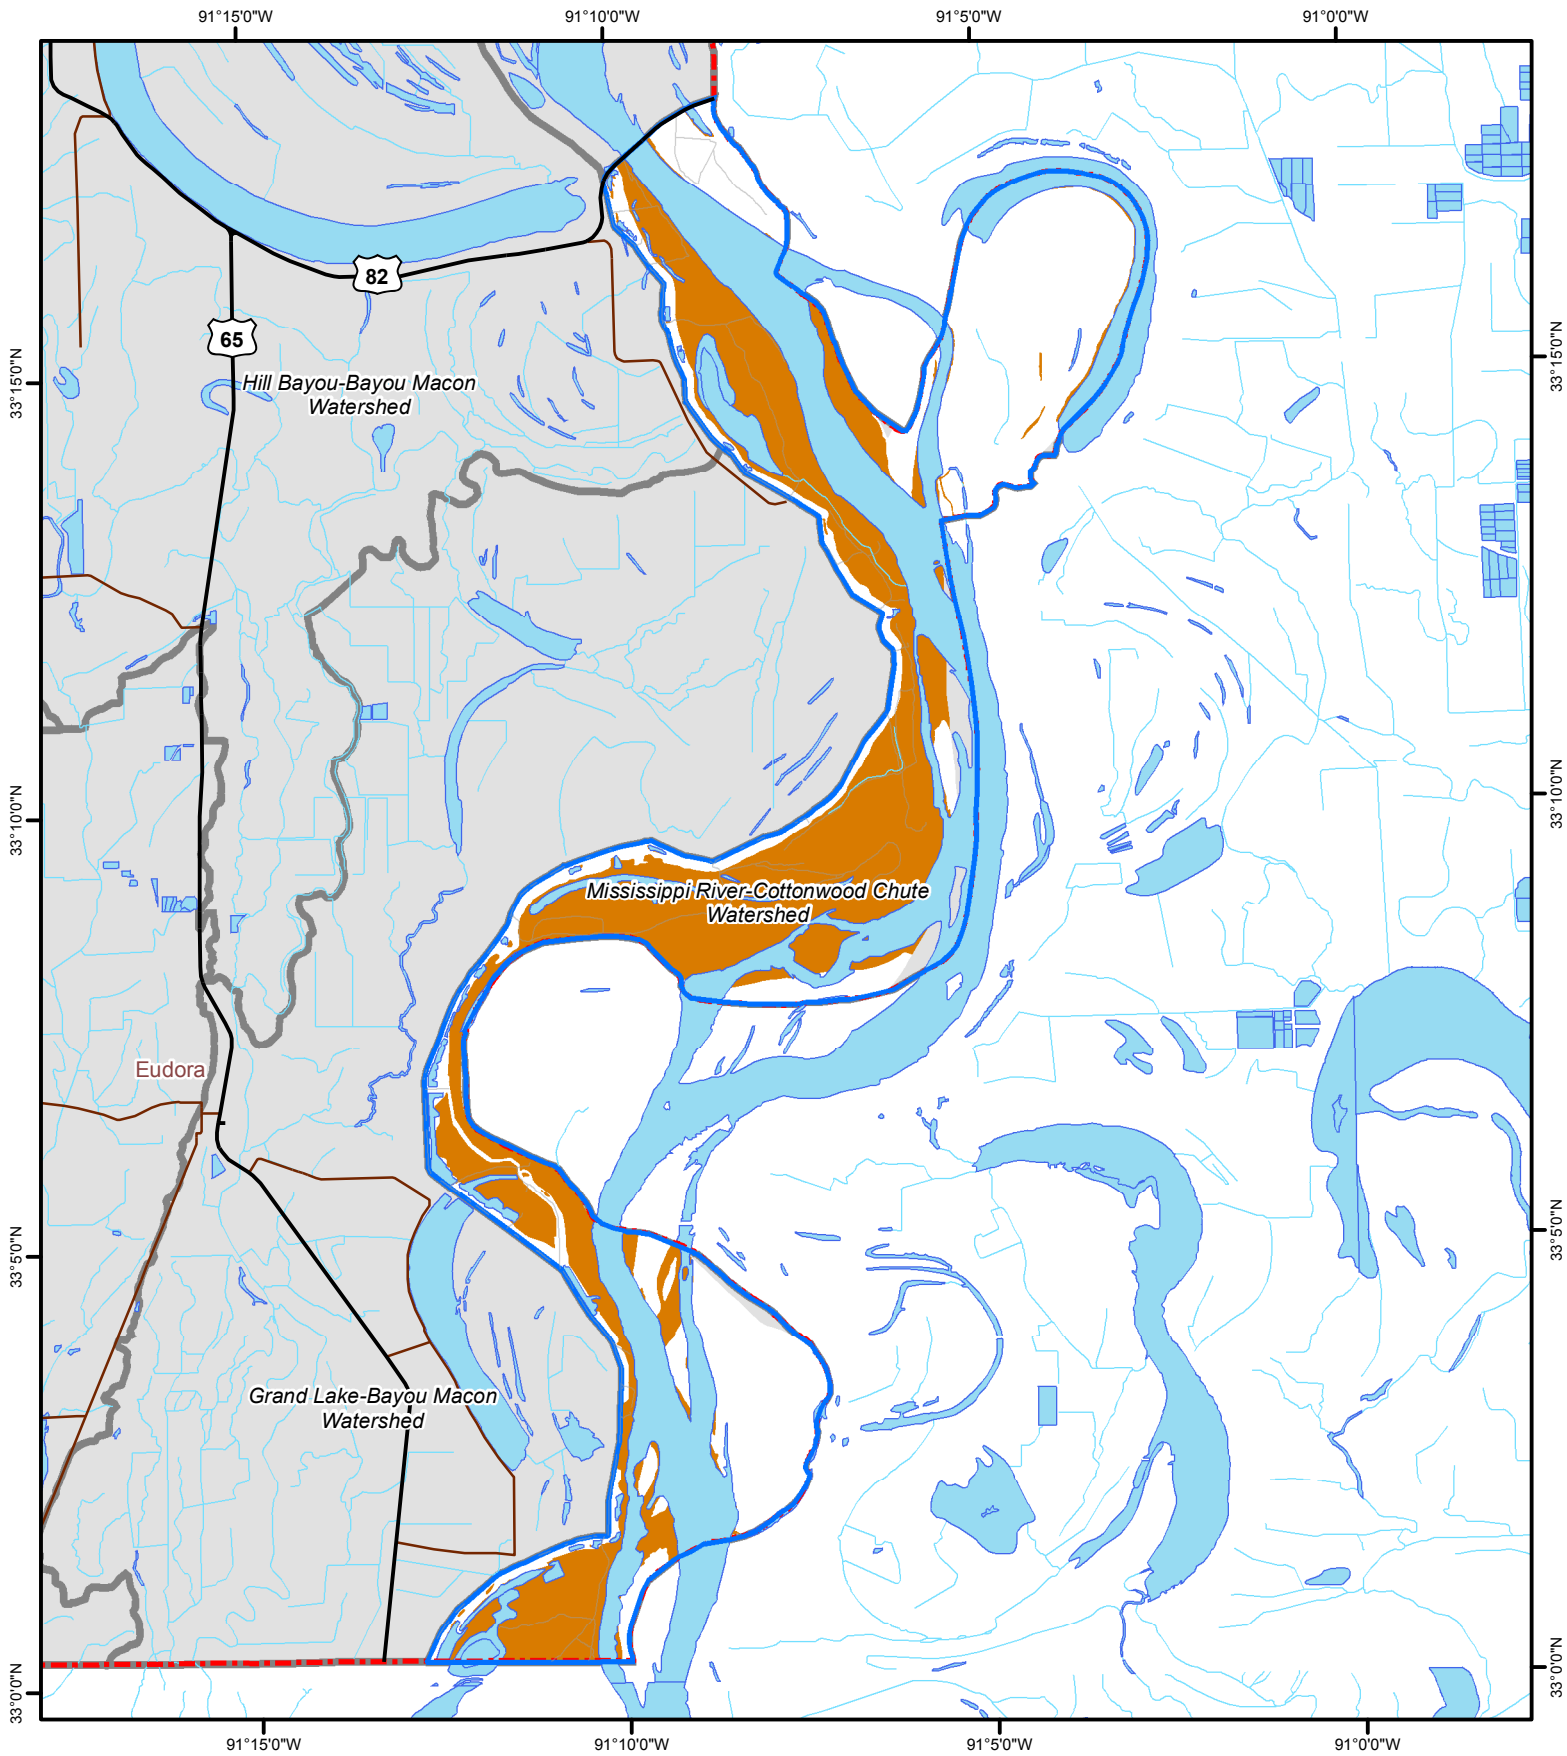 91°15'0"W
91°10'0"W
91°5'0"W
91°0'0"W
82
65
33°15'0"N
33°15'0"N
Hill Bayou-Bayou Macon
Watershed
33°10'0"N
33°10'0"N
Mississippi River-Cottonwood Chute
Watershed
Eudora
33°5'0"N
33°5'0"N
Grand Lake-Bayou Macon
Watershed
33°0'0"N
33°0'0"N
91°15'0"W
91°10'0"W
91°5'0"W
91°0'0"W